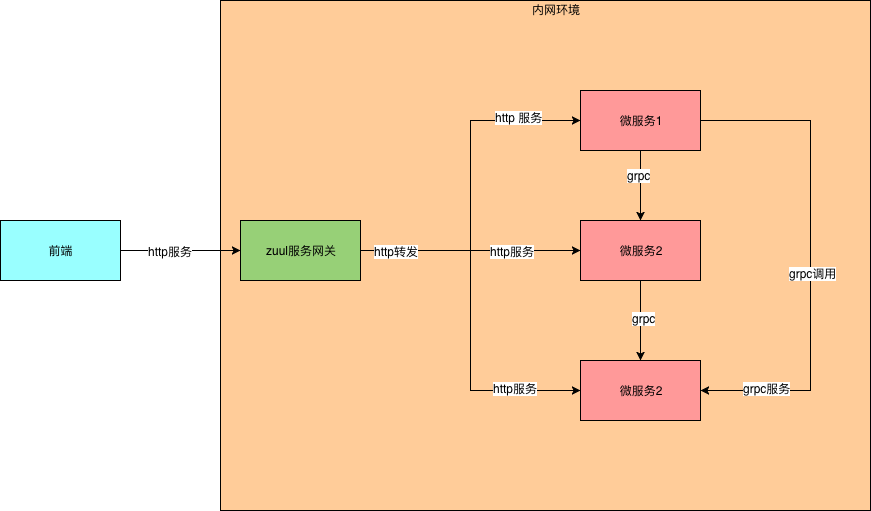 内网环境
http 服务
微服务1
grpc
前端
http服务
zuul服务网关
http转发
http服务
微服务2
grpc调用
grpc
http服务
微服务2
grpc服务